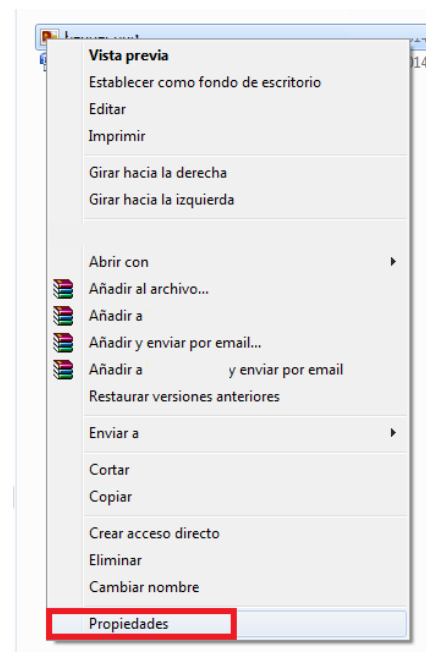 Vista previa
Establecer como fondo de escritorio
Editar
Imprimir
Girar hacia la derecha
Girar hacia la izquierda
Abrir con
Añadir al archivo...
Añadir a
Añadir y enviar por email...
Añadir a y enviar por email
Restaurar versiones anteriores
Enviar a
Cortar
Copiar
Crear acceso directo
Eliminar
Cambiar nombre
Propiedades